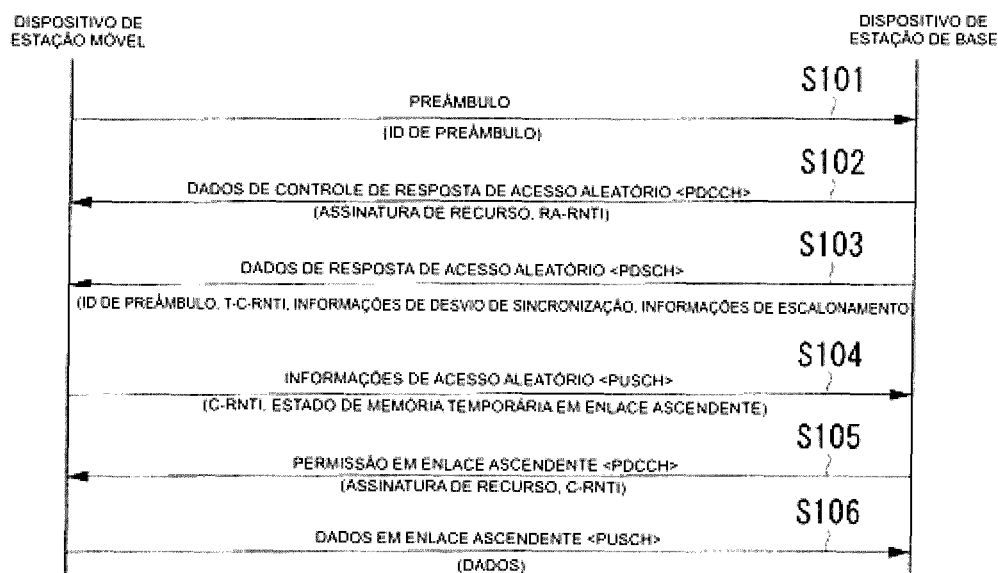 DISPOSITIVO DE
ESTAÇÃO MÓVEL
DISPOSITIVO DE
ESTAÇÃO DE BASE
S101
PREÂMBULO
(ID DE PREÂMBULO)
S102
DADOS DE CONTROLE DE RESPOSTA DE ACESSO ALEATÓRIO <PDCCH>
(ASSINATURA DE RECURSO, RA-RNTI)
S103
DADOS DE RESPOSTA DE ACESSO ALEATÓRIO <PDSCH>
(ID DE PREÂMBULO, T-C-RNTI, INFORMAÇÕES DE DESVIO DE SINCRONIZAÇÃO, INFORMAÇÕES DE ESCALONAMENTO
S104
INFORMAÇÕES DE ACESSO ALEATÓRIO <PUSCH>
(C-RNTI, ESTADO DE MEMÓRIA TEMPORÁRIA EM ENLACE ASCENDENTE)
S105
PERMISSÃO EM ENLACE ASCENDENTE <PDCCH>
(ASSINATURA DE RECURSO, C-RNTI)
S106
DADOS EM ENLACE ASCENDENTE <PUSCH>
(DADOS)